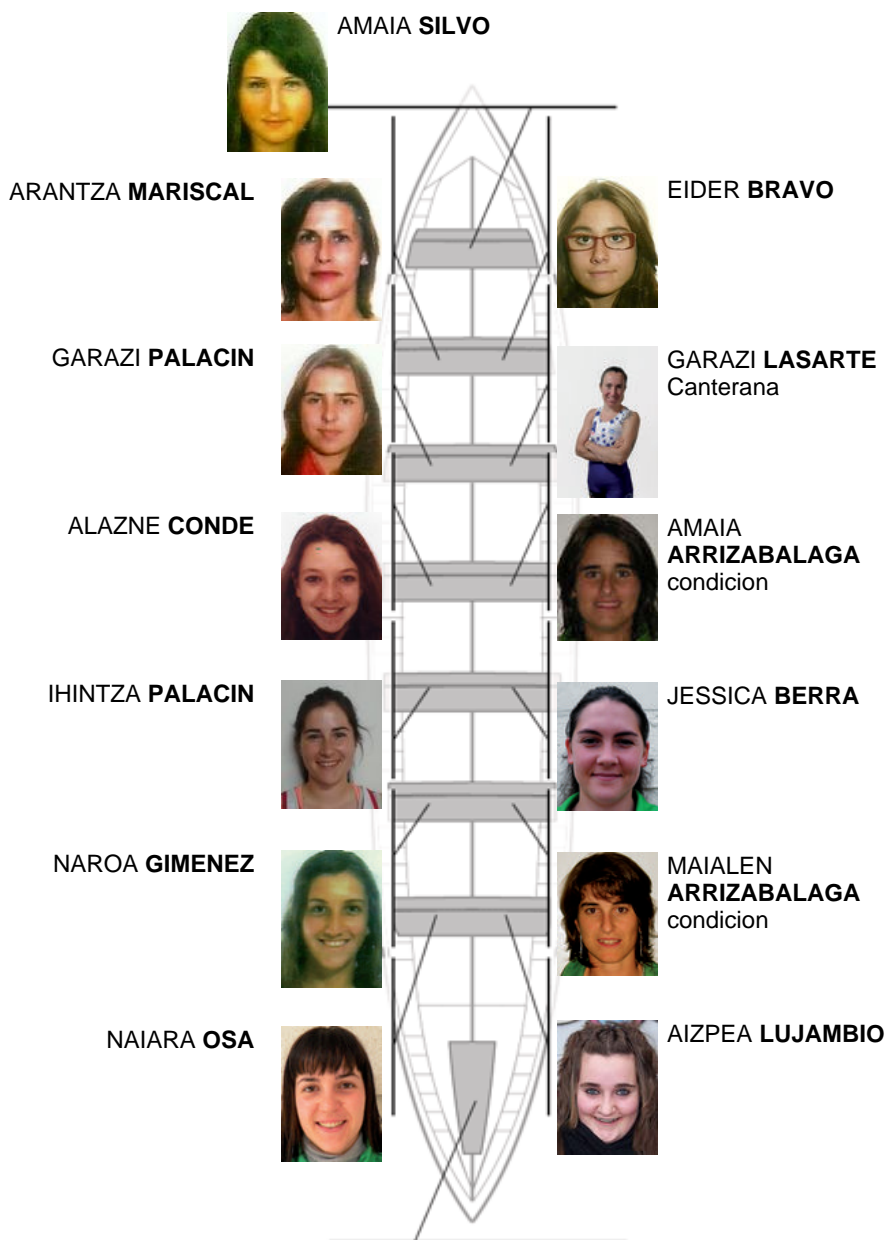 AMAIA SILVO
ARANTZA MARISCAL
EIDER BRAVO
GARAZI PALACIN
GARAZI LASARTE
Canterana
ALAZNE CONDE
AMAIA
ARRIZABALAGA
condicion
IHINTZA PALACIN
JESSICA BERRA
NAROA GIMENEZ
MAIALEN
ARRIZABALAGA
condicion
NAIARA OSA
AIZPEA LUJAMBIO